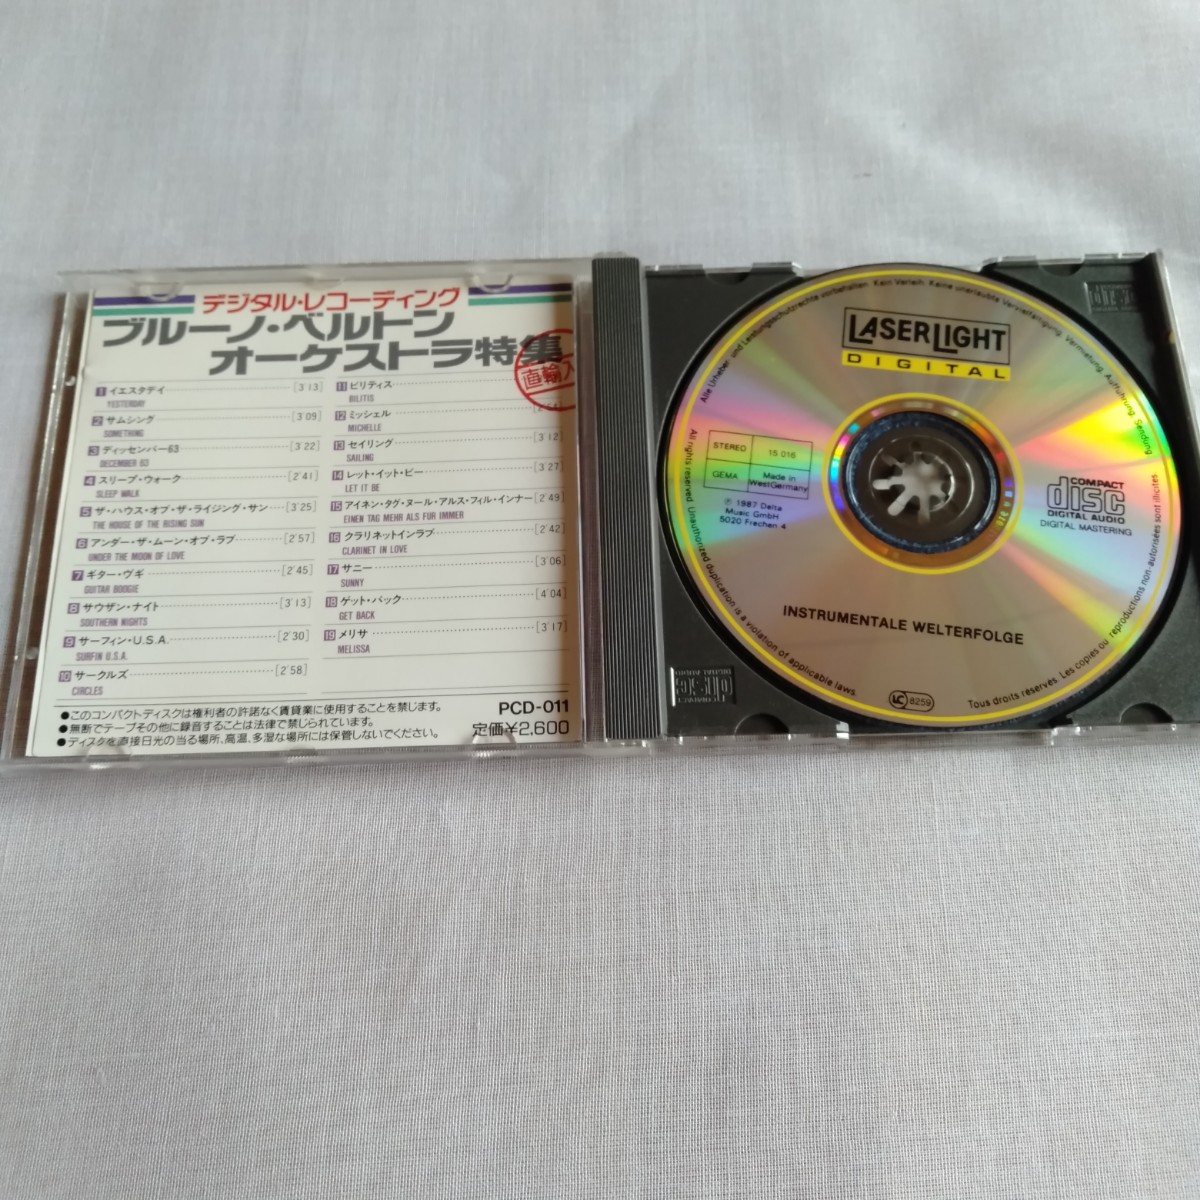 デジタル・レコーディング
ブルーノ・ベルトン
オーケストラ特集
直輸入
1 イエスタデイ [3'13]
YESTERDAY
2 サムシング [3'09]
SOMETHING
3 ディッセンバー63 [3'22]
DECEMBER 63
4 スリープ・ウォーク [2'41]
SLEEP WALK
5 ザ・ハウス・オブ・ザ・ライジング・サン [3'25]
THE HOUSE OF THE RISING SUN
6 アンダー・ザ・ムーン・オブ・ラブ [2'57]
UNDER THE MOON OF LOVE
7 ギター・ヴギ [2'45]
GUITAR BOOGIE
8 サウザン・ナイト [3'13]
SOUTHERN NIGHTS
9 サーフィン・U.S.A. [2'30]
SURFIN U.S.A.
10 サークルズ [2'58]
CIRCLES
11 ビリティス
BILITIS
12 ミッシェル
MICHELLE
13 セイリング [3'12]
SAILING
14 レット・イット・ビー [3'27]
LET IT BE
15 アイネン・タグ・ヌール・アルス・フィル・インナー [2'49]
EINEN TAG MEHR ALS FUR IMMER
16 クラリネットインラブ [2'42]
CLARINET IN LOVE
17 サニー [3'06]
SUNNY
18 ゲット・バック [4'04]
GET BACK
19 メリサ [3'17]
MELISSA
●このコンパクトディスクは権利者の許諾なく賃貸業に使用することを禁じます。
●無断でテープその他に録音することは法律で禁じられています。
●ディスクを直接日光の当る場所、高温、多湿な場所には保管しないでください。
PCD-011
定価¥2,600
LASERLIGHT
DIGITAL
STEREO 15 016
GEMA Made in WestGermany
℗ 1987 Delta
Music GmbH
5020 Frechen 4
COMPACT
disc
DIGITAL AUDIO
DIGITAL MASTERING
INSTRUMENTALE WELTERFOLGE
LC 8259
Alle Urheber- und Leistungsschutzrechte vorbehalten. Kein Verleih. Keine unerlaubte Vervielfältigung, Vermietung, Aufführung, Sendung.
All rights reserved. Unauthorized duplication is a violation of applicable laws.
Tous droits réservés. Les copies ou reproductions non-autorisées sont illicites
COMPACT
disc
DIGITAL AUDIO